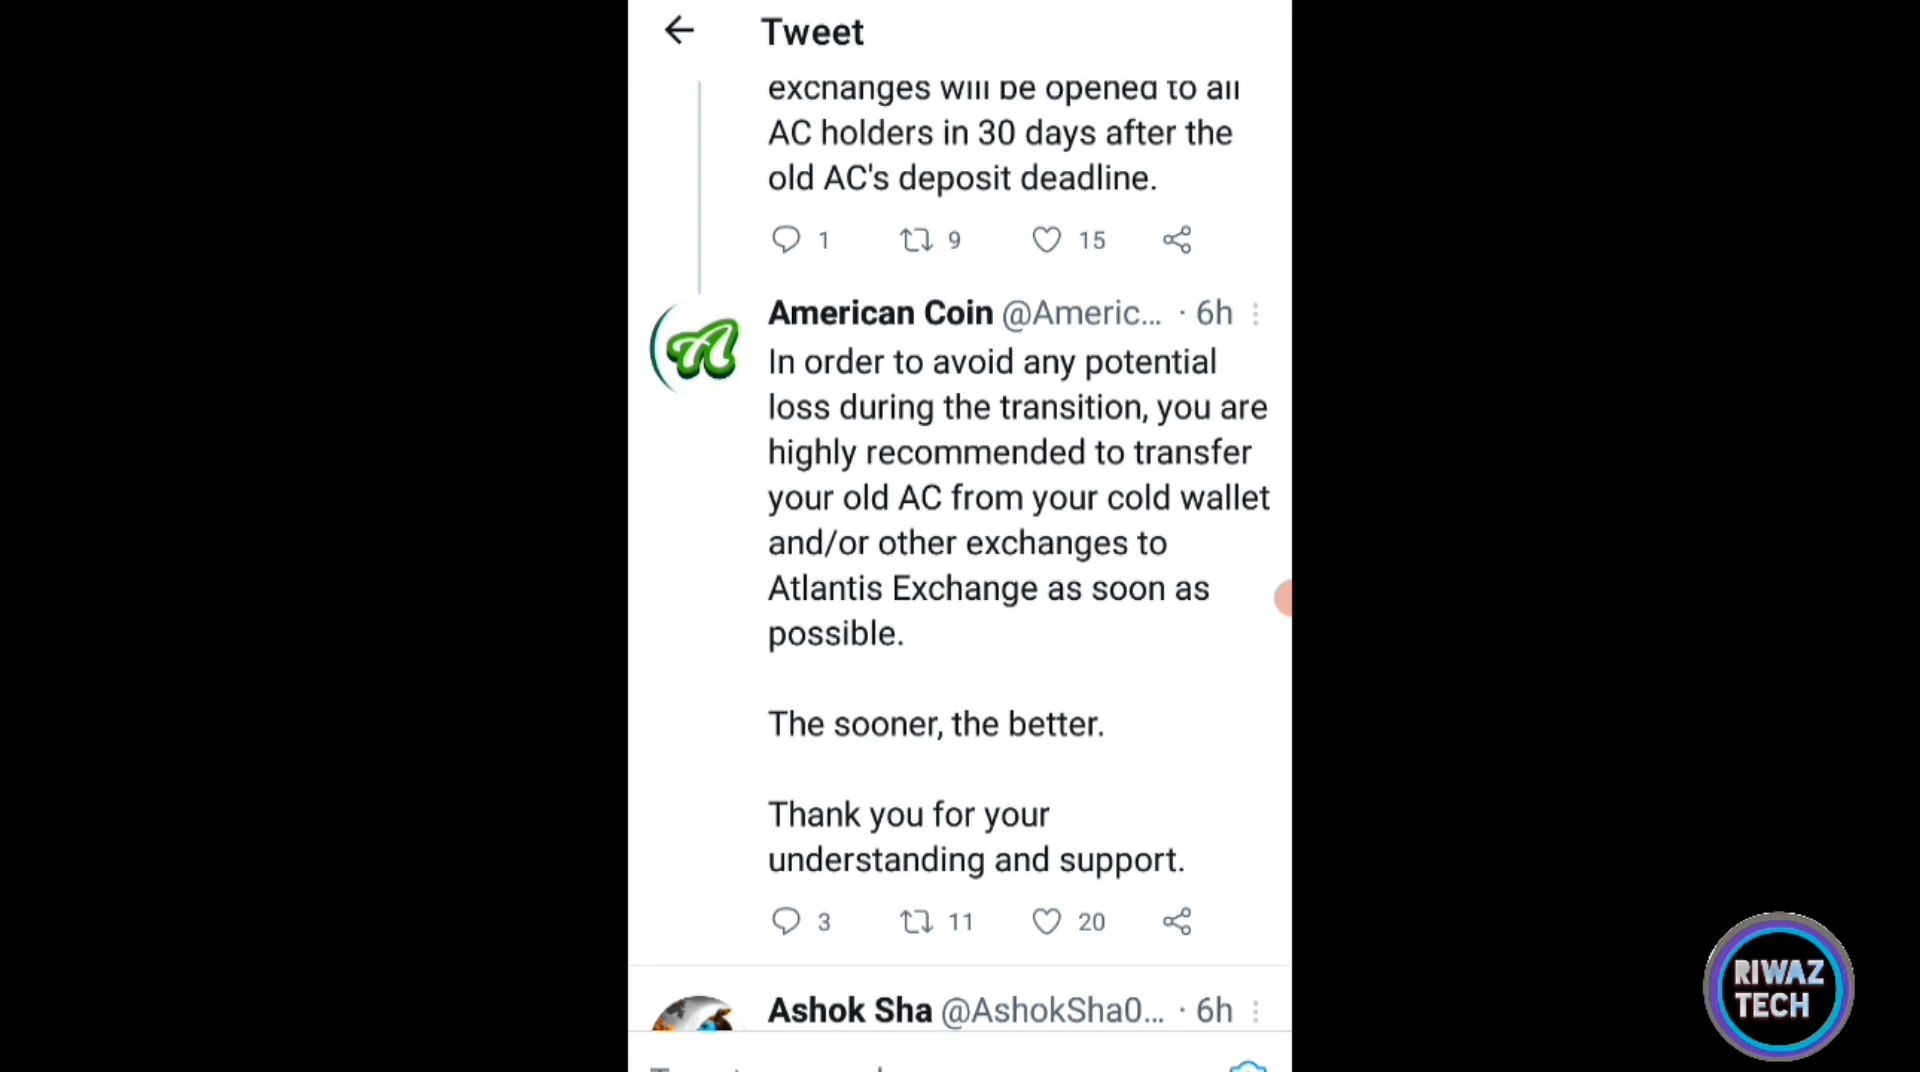 Tweet
exchanges will be opened to all
AC holders in 30 days after the
old AC's deposit deadline.
1 9 15
American Coin @Americ... · 6h
In order to avoid any potential
loss during the transition, you are
highly recommended to transfer
your old AC from your cold wallet
and/or other exchanges to
Atlantis Exchange as soon as
possible.
The sooner, the better.
Thank you for your
understanding and support.
3 11 20
Ashok Sha @AshokSha0... · 6h
RIWAZ
TECH